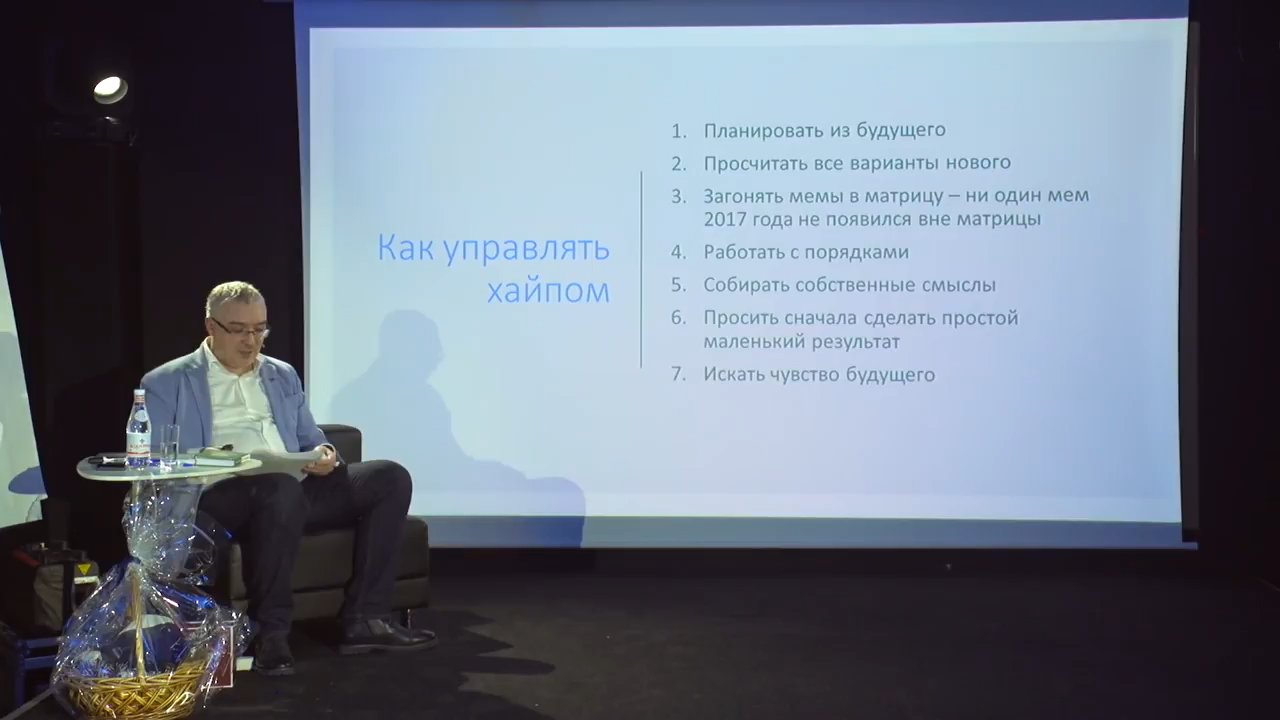 Как управлять
хайпом
1. Планировать из будущего
2. Просчитать все варианты нового
3. Загонять мемы в матрицу – ни один мем
2017 года не появился вне матрицы
4. Работать с порядками
5. Собирать собственные смыслы
6. Просить сначала сделать простой
маленький результат
7. Искать чувство будущего